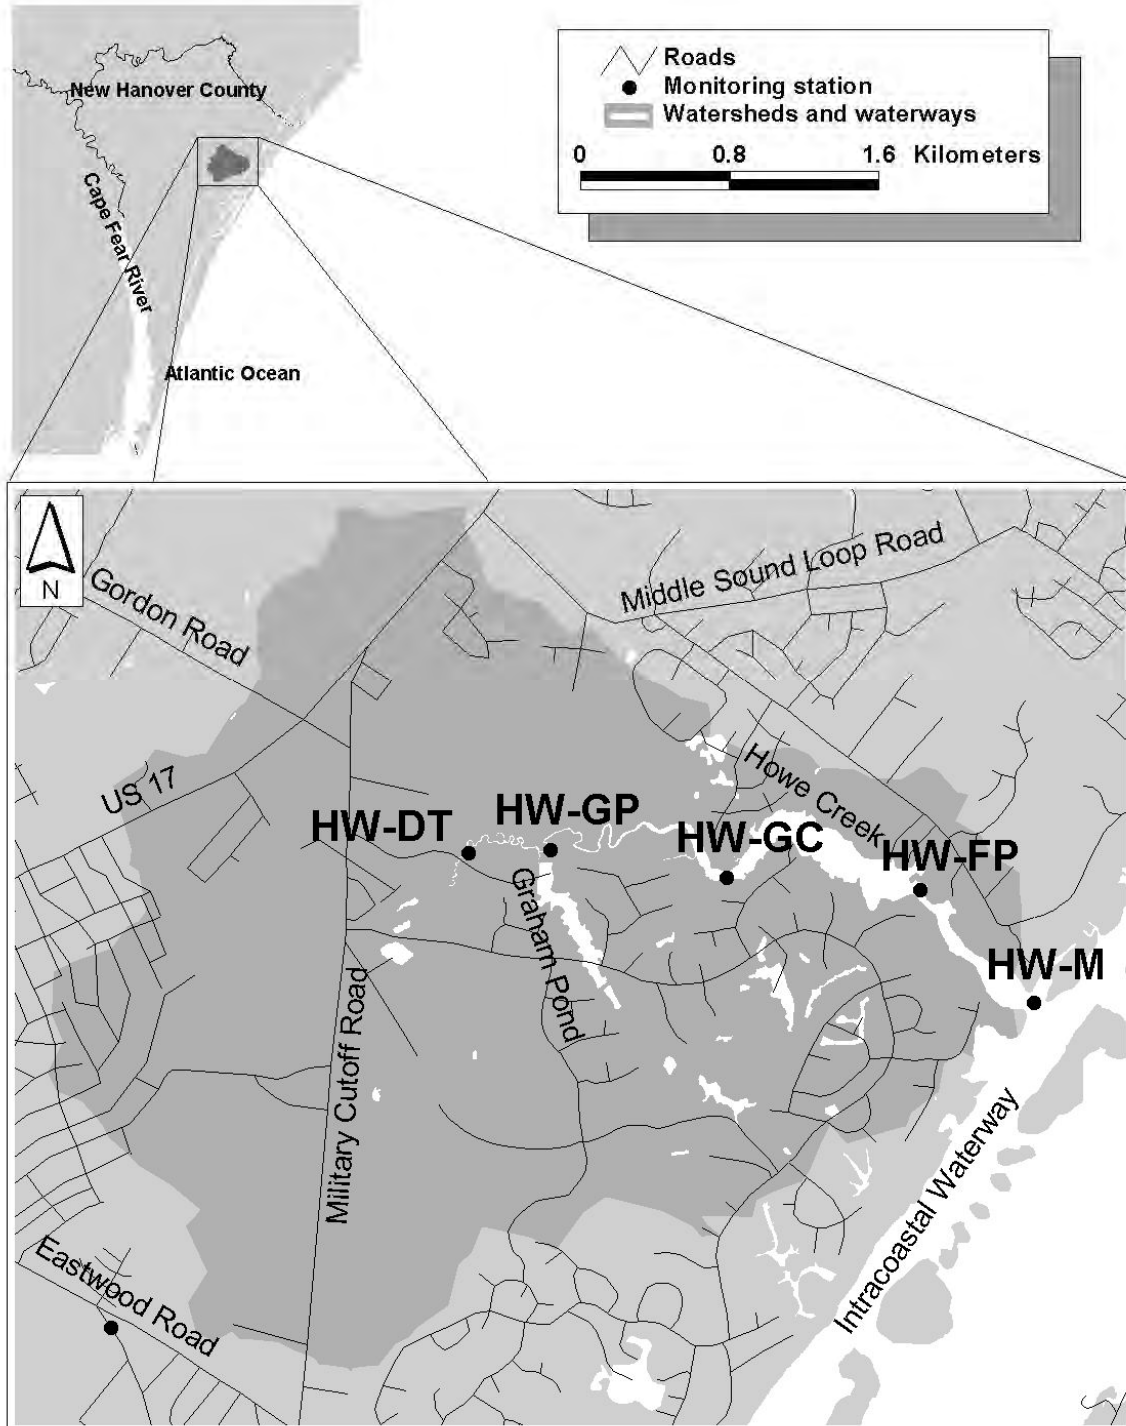 New Hanover County
Cape Fear River
Atlantic Ocean
Roads
Monitoring station
Watersheds and waterways
0 0.8 1.6 Kilometers
N
Gordon Road
Middle Sound Loop Road
US 17
Howe Creek
HW-DT
HW-GP
HW-GC
HW-FP
HW-M
Graham Pond
Military Cutoff Road
Intracoastal Waterway
Eastwood Road